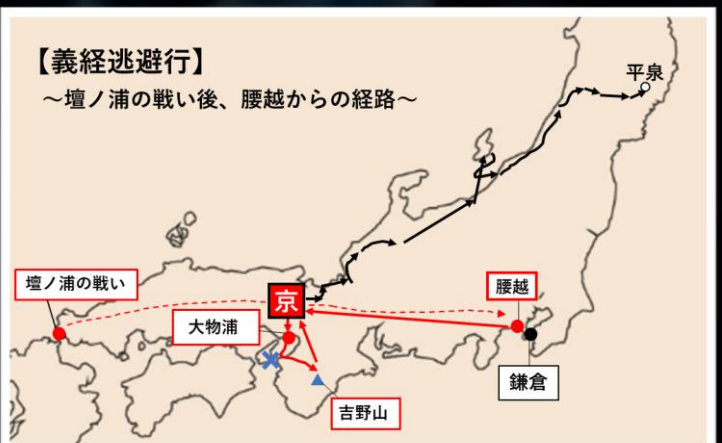 【義経逃避行】
～壇ノ浦の戦い後、腰越からの経路～
平泉
壇ノ浦の戦い
京
腰越
大物浦
鎌倉
吉野山